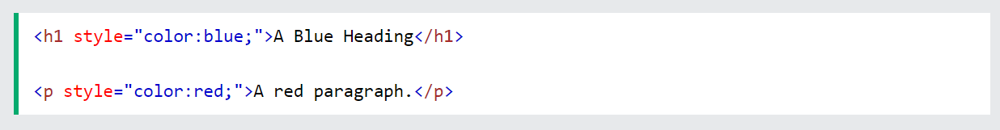 <h1 style="color:blue;">A Blue Heading</h1>
<p style="color:red;">A red paragraph.</p>